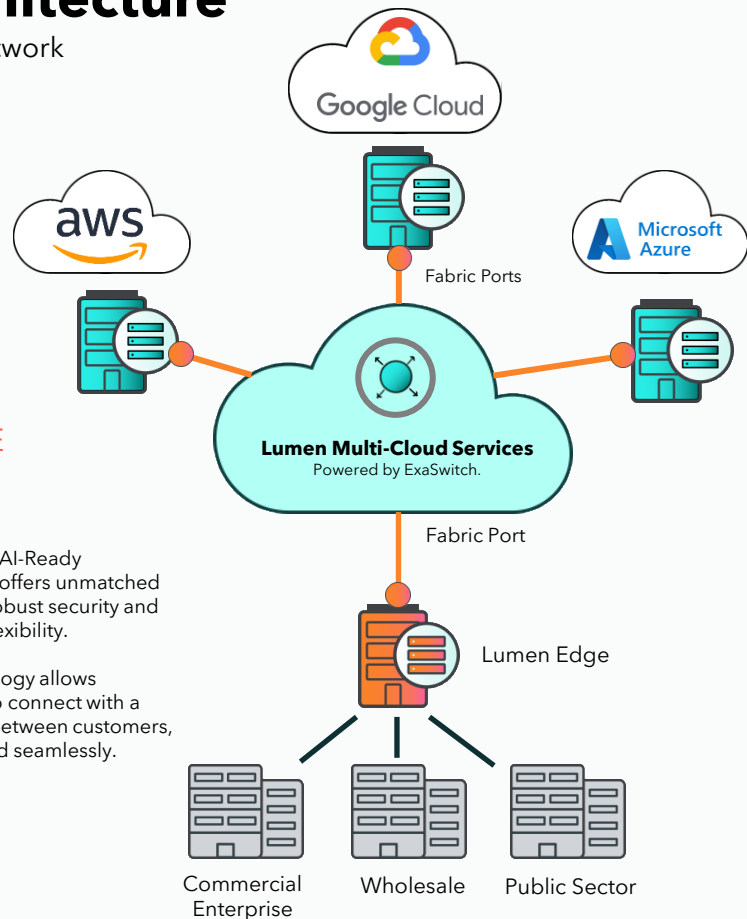 hitecture
twork
Google Cloud
aws
Microsoft
Azure
Fabric Ports
Lumen Multi-Cloud Services
Powered by ExaSwitch.
Fabric Port
AI-Ready
offers unmatched
obust security and
exibility.
Lumen Edge
ogy allows
o connect with a
etween customers,
d seamlessly.
Commercial
Enterprise
Wholesale
Public Sector